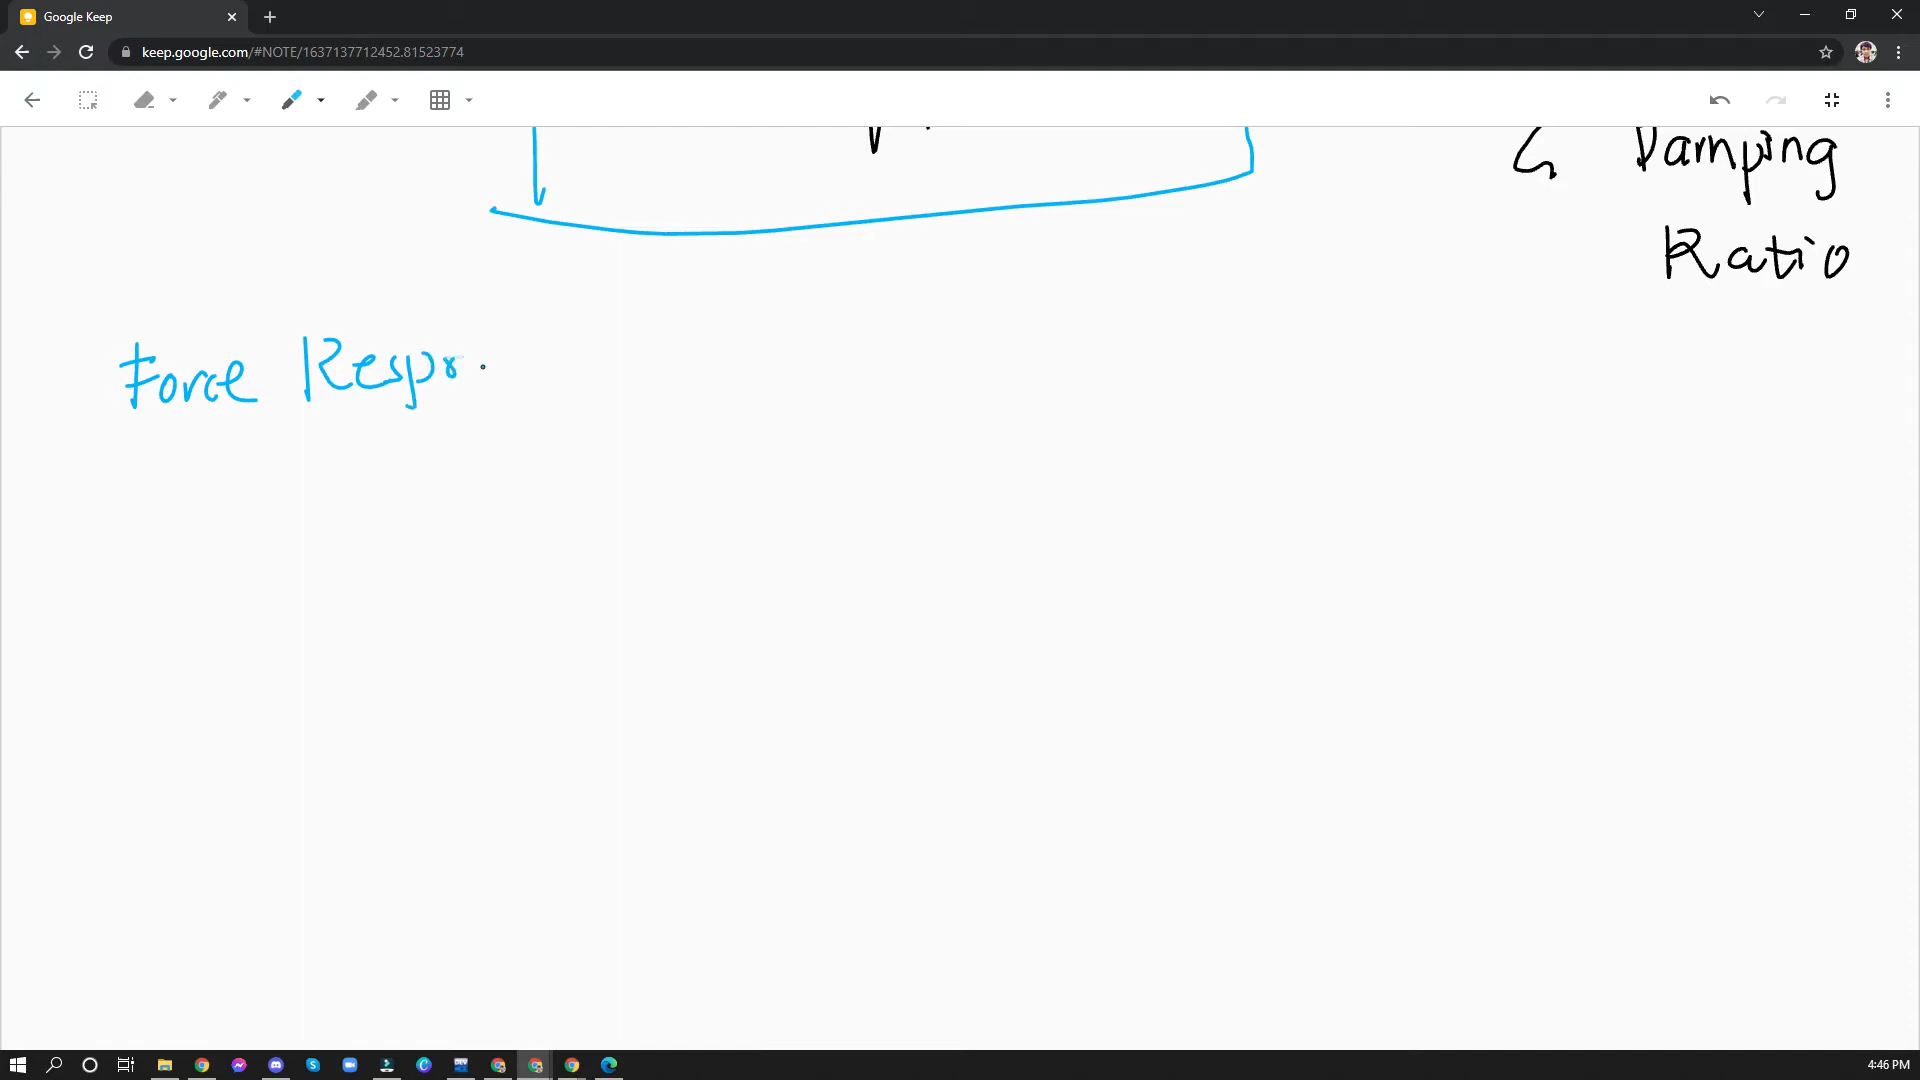 Google Keep
keep.google.com/#NOTE/1637137712452.81523774
Damping
Ratio
Force Respo
4:46 PM